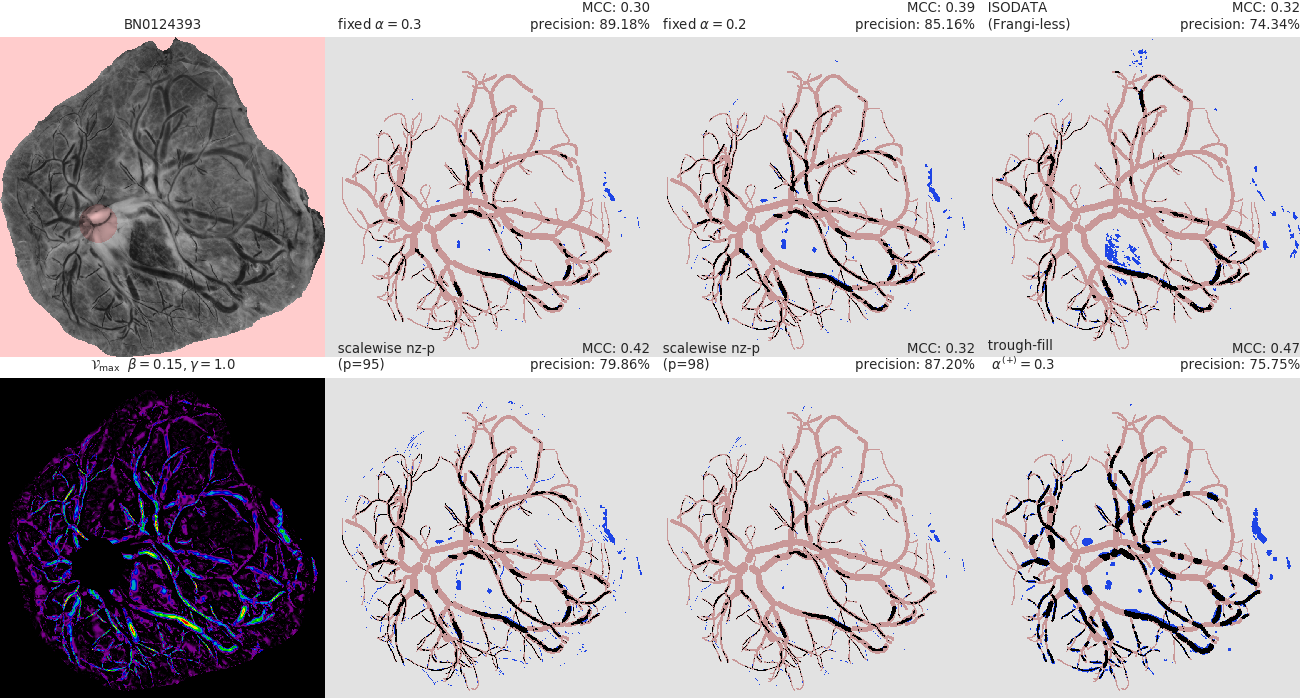 BN0124393
fixed α = 0.3
MCC: 0.30
precision: 89.18%
fixed α = 0.2
MCC: 0.39
precision: 85.16%
ISODATA
(Frangi-less)
MCC: 0.32
precision: 74.34%
𝒱max β = 0.15, γ = 1.0
scalewise nz-p
(p=95)
MCC: 0.42
precision: 79.86%
scalewise nz-p
(p=98)
MCC: 0.32
precision: 87.20%
trough-fill
α(+) = 0.3
MCC: 0.47
precision: 75.75%